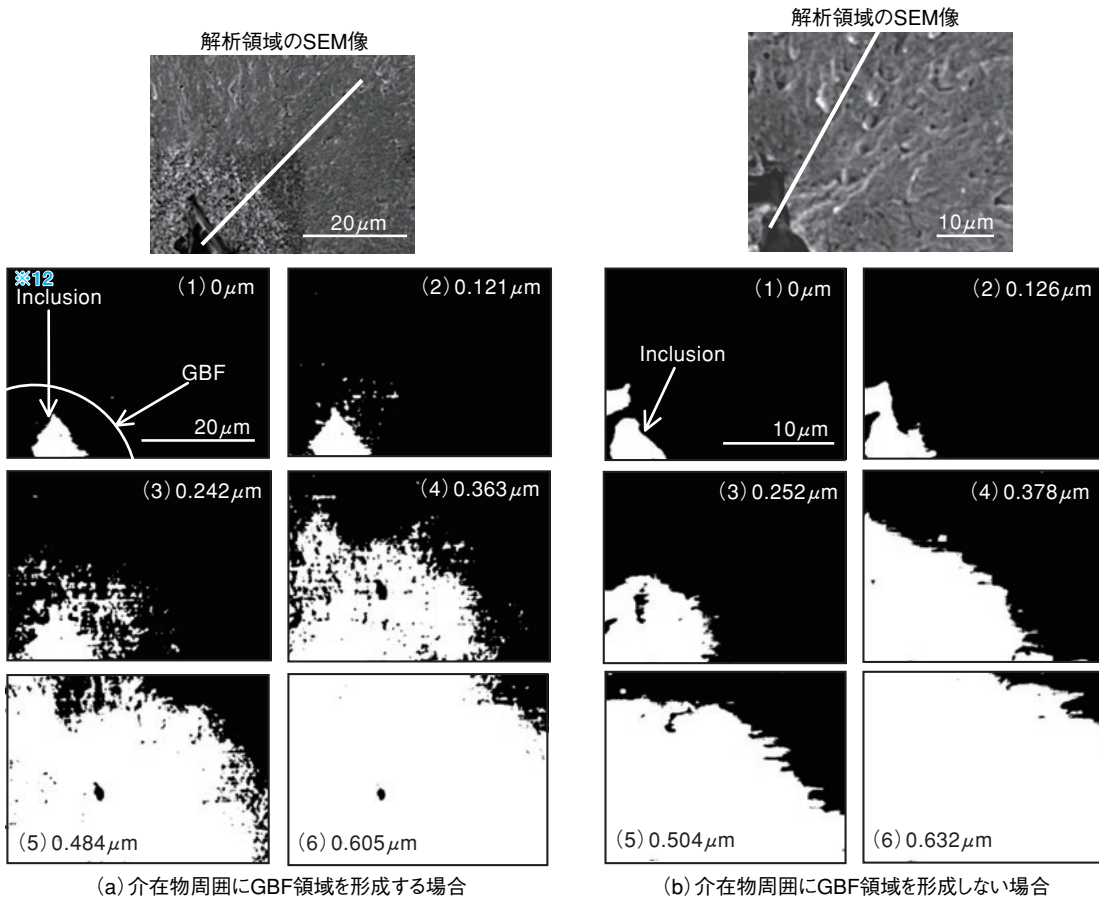 解析領域のSEM像
20μm
※12
Inclusion
(1)0μm
GBF
20μm
(2)0.121μm
(3)0.242μm
(4)0.363μm
(5)0.484μm
(6)0.605μm
(a)介在物周囲にGBF領域を形成する場合
解析領域のSEM像
10μm
(1)0μm
Inclusion
10μm
(2)0.126μm
(3)0.252μm
(4)0.378μm
(5)0.504μm
(6)0.632μm
(b)介在物周囲にGBF領域を形成しない場合